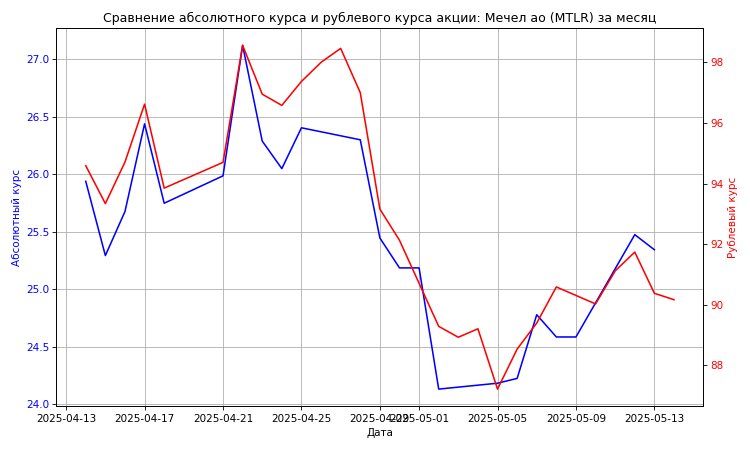 Сравнение абсолютного курса и рублевого курса акции: Мечел ао (MTLR) за месяц
27.0
26.5
26.0
25.5
25.0
24.5
24.0
Абсолютный курс
98
96
94
92
90
88
Рублевый курс
2025-04-13 2025-04-17 2025-04-21 2025-04-25 2025-04-29 2025-05-01 2025-05-05 2025-05-09 2025-05-13
Дата